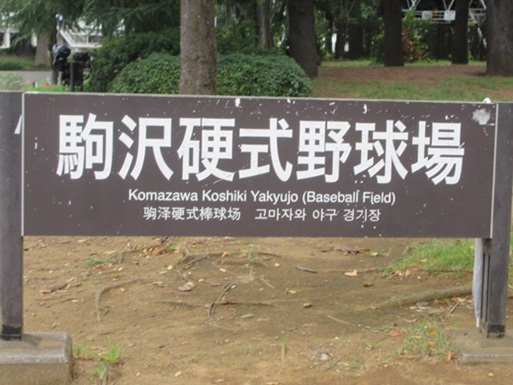 駒沢硬式野球場
Komazawa Koshiki Yakyujo (Baseball Field)
驹泽硬式棒球场 고마자와 야구 경기장